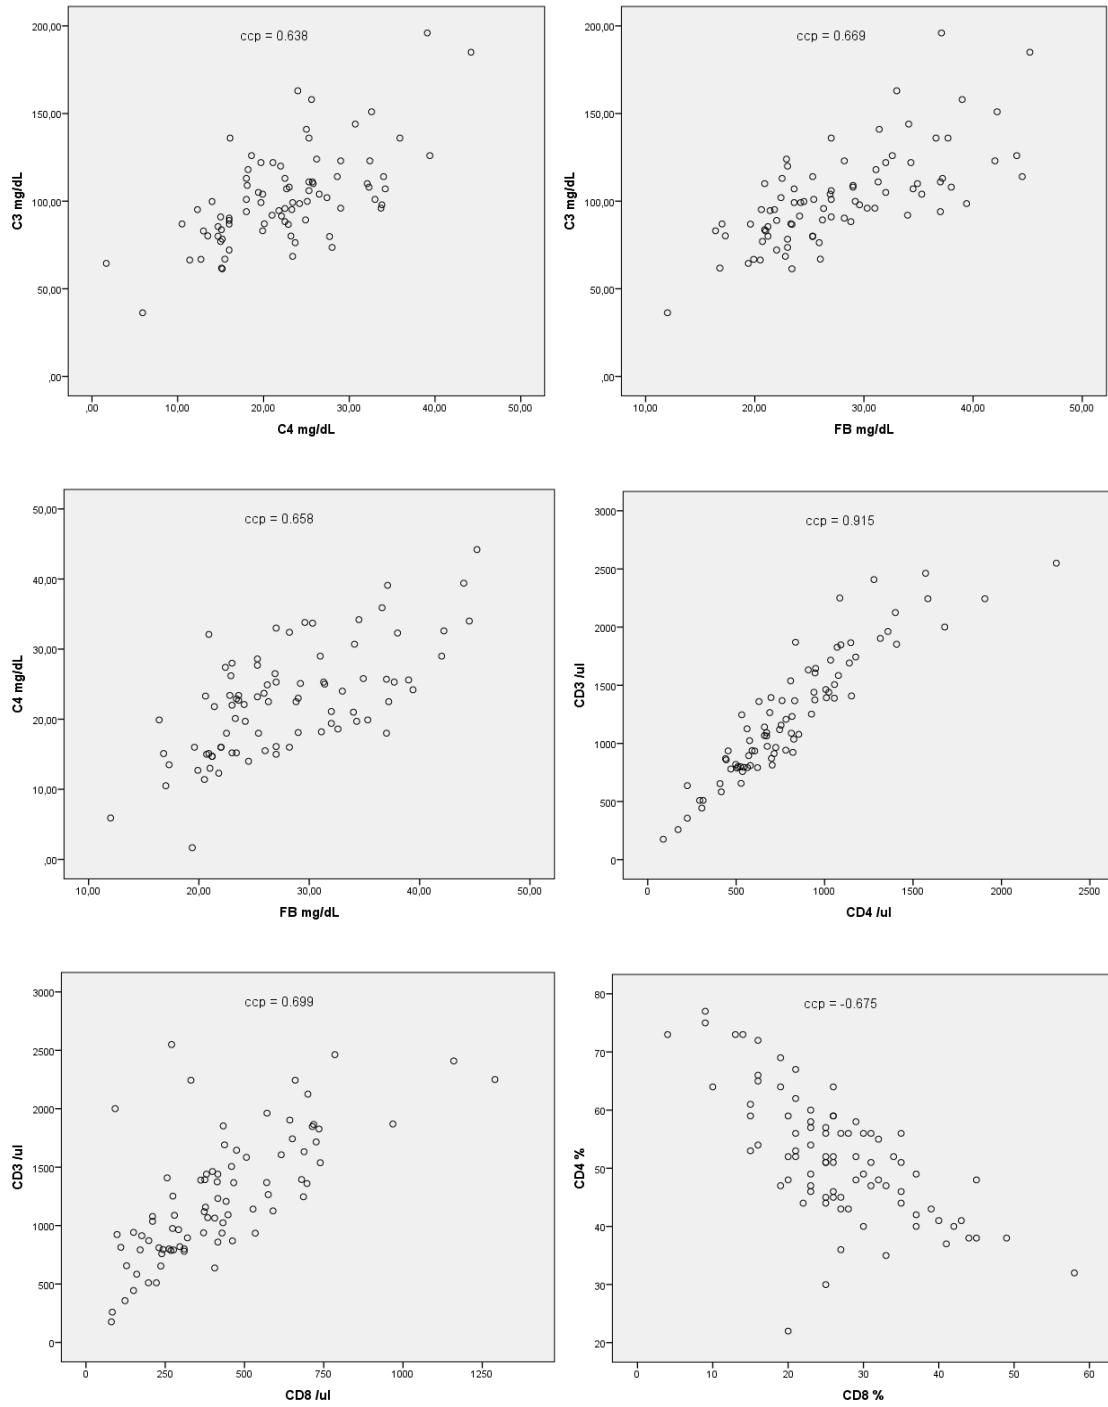 ccp = 0.638
C3 mg/dL
200,00
150,00
100,00
50,00
,00
,00 10,00 20,00 30,00 40,00 50,00
C4 mg/dL
ccp = 0.669
C3 mg/dL
200,00
150,00
100,00
50,00
,00
10,00 20,00 30,00 40,00 50,00
FB mg/dL
ccp = 0.658
C4 mg/dL
50,00
40,00
30,00
20,00
10,00
,00
10,00 20,00 30,00 40,00 50,00
FB mg/dL
ccp = 0.915
CD3 /ul
3000
2500
2000
1500
1000
500
0
0 500 1000 1500 2000 2500
CD4 /ul
ccp = 0.699
CD3 /ul
3000
2500
2000
1500
1000
500
0
0 250 500 750 1000 1250
CD8 /ul
ccp = -0.675
CD4 %
80
70
60
50
40
30
20
0 10 20 30 40 50 60
CD8 %